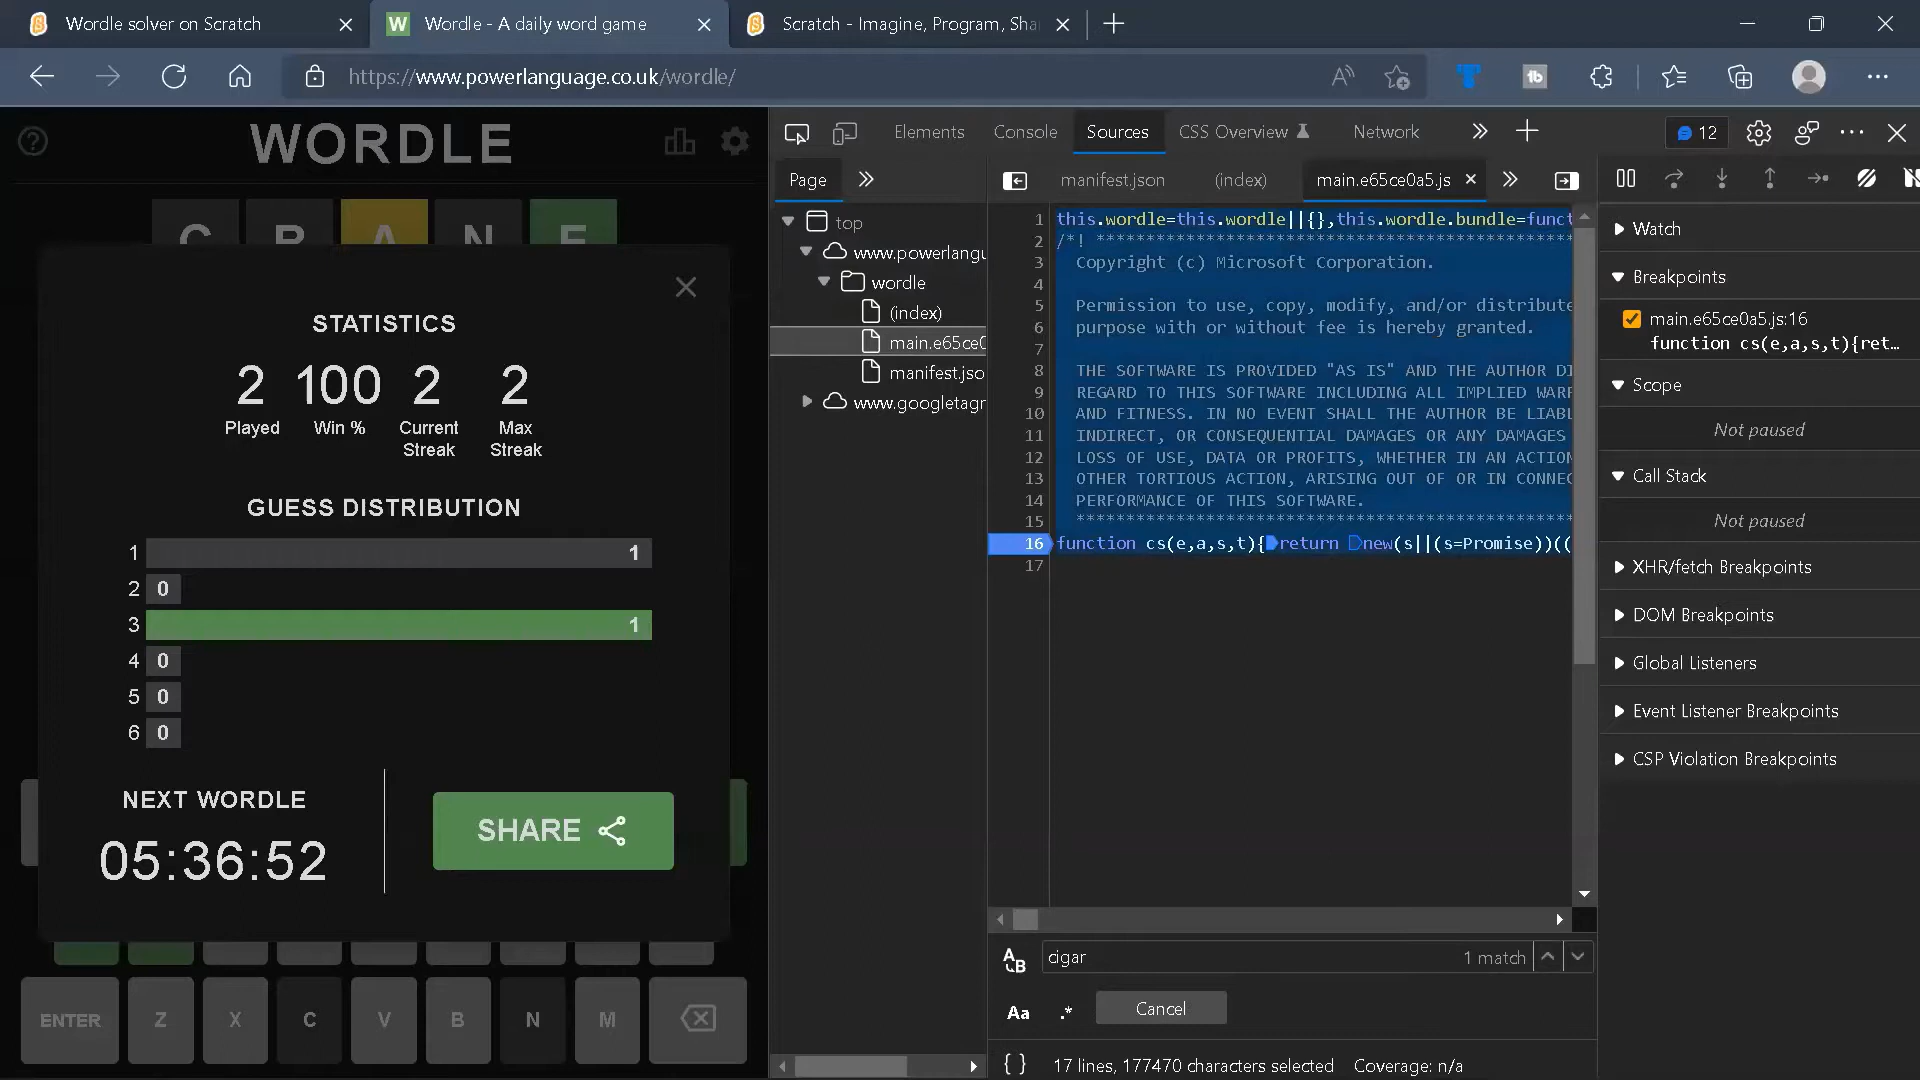 Wordle solver on Scratch
Wordle - A daily word game
Scratch - Imagine, Program, Sha
https://www.powerlanguage.co.uk/wordle/
WORDLE
C R A N E
STATISTICS
2 100 2 2
Played Win % Current Streak Max Streak
GUESS DISTRIBUTION
1 1
2 0
3 1
4 0
5 0
6 0
NEXT WORDLE
05:36:52
SHARE
ENTER Z X C V B N M
Elements Console Sources CSS Overview Network
12
Page
top
www.powerlangu
wordle
(index)
main.e65ce0
manifest.jso
www.googletagr
manifest.json (index) main.e65ce0a5.js
1 this.wordle=this.wordle||{},this.wordle.bundle=funct
2 /*! ************************************************
3 Copyright (c) Microsoft Corporation.
4
5 Permission to use, copy, modify, and/or distribute
6 purpose with or without fee is hereby granted.
7
8 THE SOFTWARE IS PROVIDED "AS IS" AND THE AUTHOR DI
9 REGARD TO THIS SOFTWARE INCLUDING ALL IMPLIED WARR
10 AND FITNESS. IN NO EVENT SHALL THE AUTHOR BE LIABL
11 INDIRECT, OR CONSEQUENTIAL DAMAGES OR ANY DAMAGES
12 LOSS OF USE, DATA OR PROFITS, WHETHER IN AN ACTION
13 OTHER TORTIOUS ACTION, ARISING OUT OF OR IN CONNEC
14 PERFORMANCE OF THIS SOFTWARE.
15 **************************************************
16 function cs(e,a,s,t){return new(s||(s=Promise))((
17
cigar 1 match
Aa .* Cancel
{ } 17 lines, 177470 characters selected Coverage: n/a
Watch
Breakpoints
main.e65ce0a5.js:16
function cs(e,a,s,t){ret…
Scope
Not paused
Call Stack
Not paused
XHR/fetch Breakpoints
DOM Breakpoints
Global Listeners
Event Listener Breakpoints
CSP Violation Breakpoints